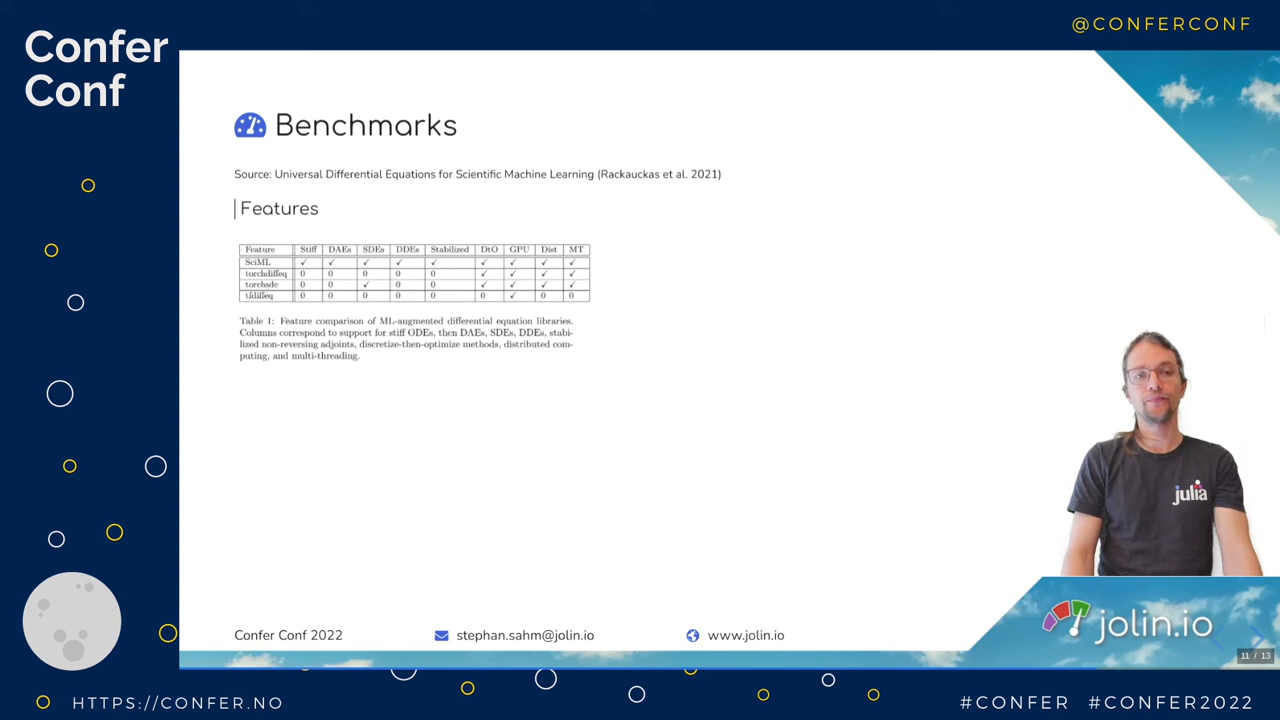 @CONFERCONF
Confer
Conf
Benchmarks
Source: Universal Differential Equations for Scientific Machine Learning (Rackauckas et al. 2021)
Features
Feature Stiff DAEs SDEs DDEs Stabilized DtO GPU Dist MT
SciML ✓ ✓ ✓ ✓ ✓ ✓ ✓ ✓ ✓
torchdiffeq 0 0 0 0 0 ✓ ✓ ✓ ✓
torchsde 0 0 ✓ 0 0 ✓ ✓ ✓ ✓
tfdiffeq 0 0 0 0 0 0 ✓ 0 0
Table 1: Feature comparison of ML-augmented differential equation libraries.
Columns correspond to support for stiff ODEs, then DAEs, SDEs, DDEs, stabi-
lized non-reversing adjoints, discretize-then-optimize methods, distributed com-
puting, and multi-threading.
julia
Confer Conf 2022 stephan.sahm@jolin.io www.jolin.io
jolin.io
11 / 13
HTTPS://CONFER.NO
#CONFER #CONFER2022